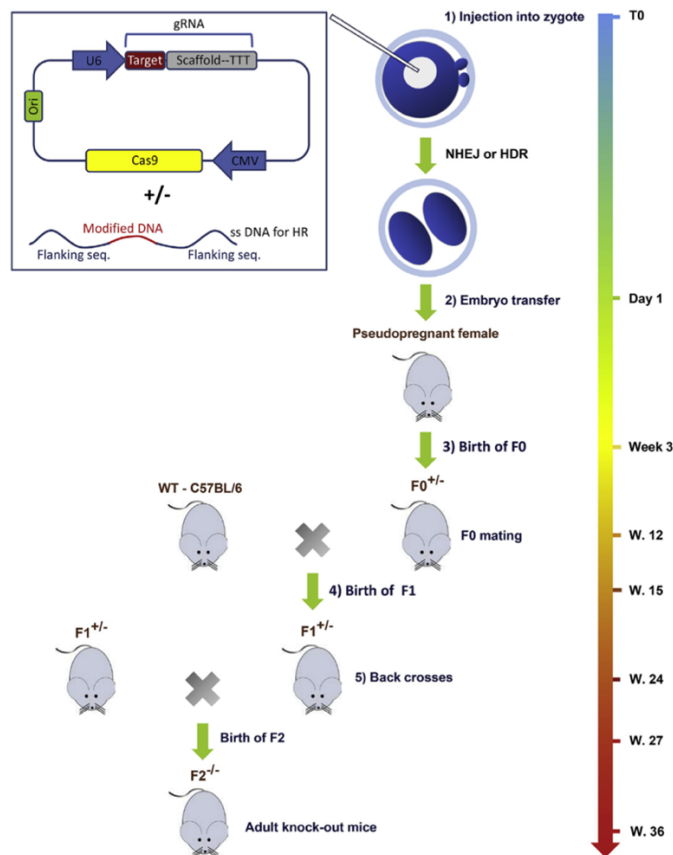 gRNA
U6
Target
Scaffold--TTT
Ori
Cas9
CMV
+/-
Modified DNA
ss DNA for HR
Flanking seq.
Flanking seq.
1) Injection into zygote
T0
NHEJ or HDR
2) Embryo transfer
Day 1
Pseudopregnant female
3) Birth of F0
Week 3
WT - C57BL/6
F0+/-
F0 mating
W. 12
4) Birth of F1
W. 15
F1+/-
F1+/-
5) Back crosses
W. 24
Birth of F2
W. 27
F2-/-
Adult knock-out mice
W. 36